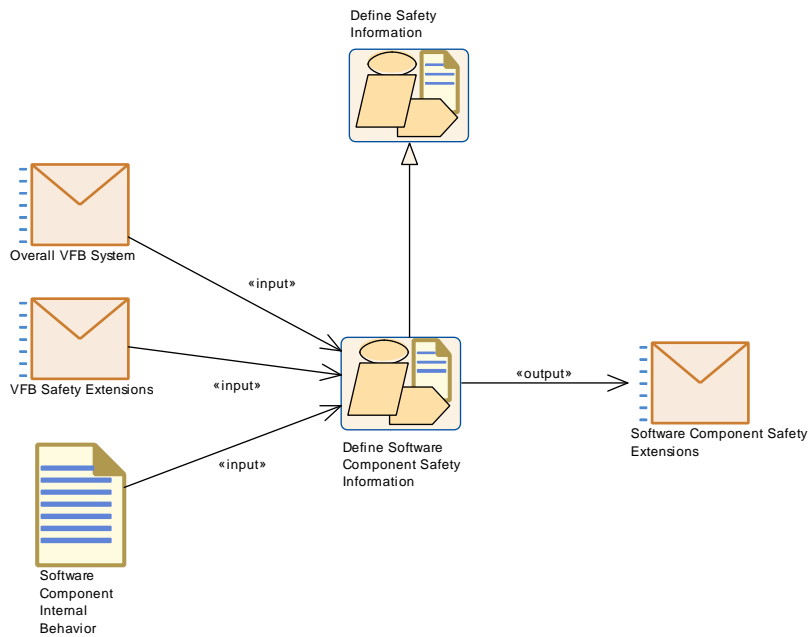 Define Safety
Information
Overall VFB System
«input»
VFB Safety Extensions
«input»
«output»
Define Software
Component Safety
Information
Software Component Safety
Extensions
«input»
Software
Component
Internal
Behavior